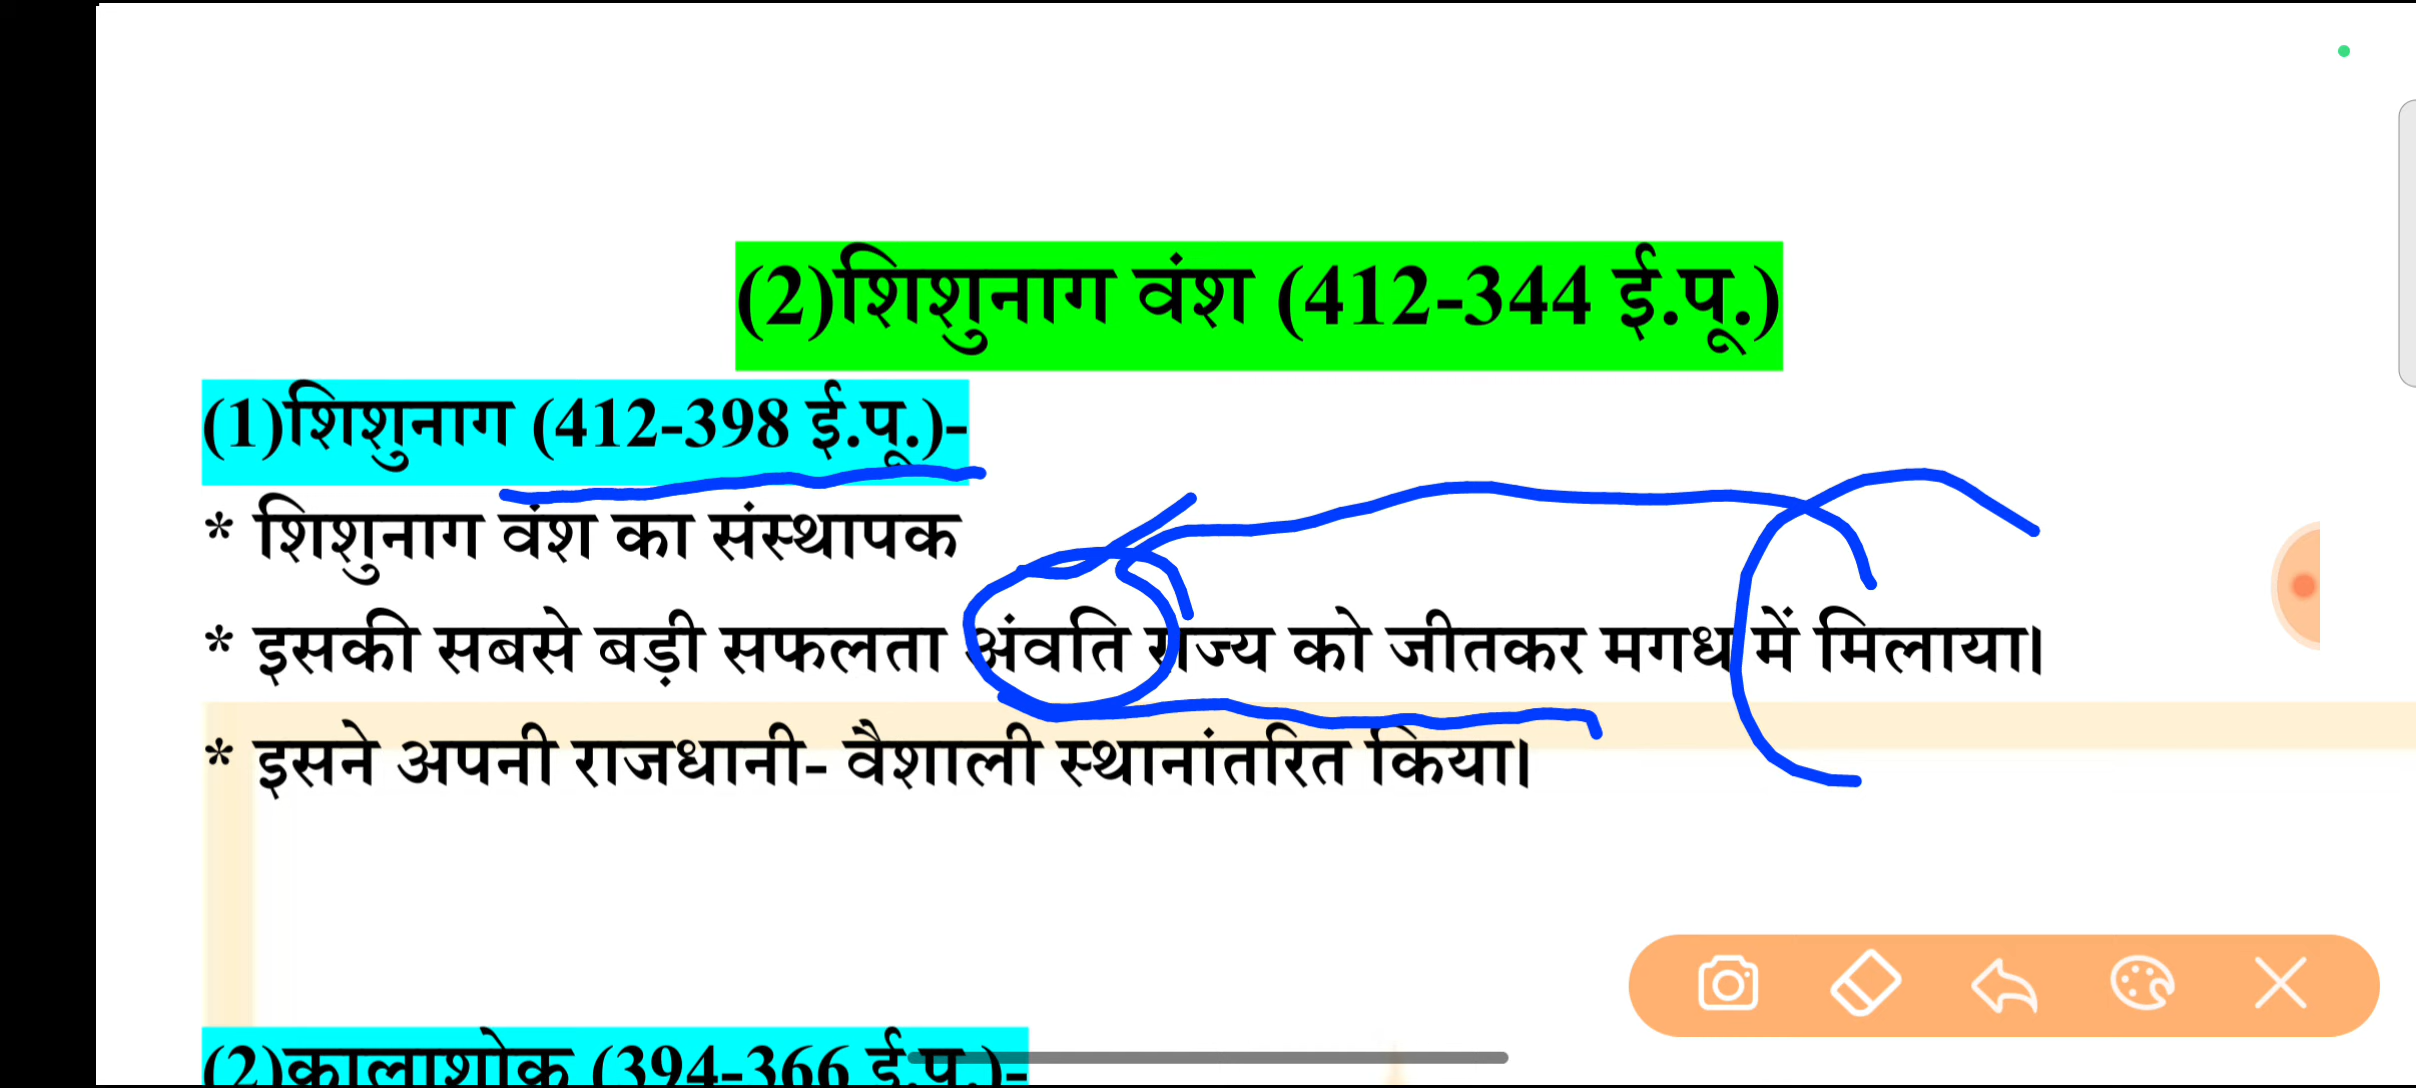 (2)शिशुनाग वंश (412-344 ई.पू.)
(1)शिशुनाग (412-398 ई.पू.)-
* शिशुनाग वंश का संस्थापक
* इसकी सबसे बड़ी सफलता अंवति राज्य को जीतकर मगध में मिलाया।
* इसने अपनी राजधानी- वैशाली स्थानांतरित किया।
(2)कालाशोक (394-366 ई.पू.)-